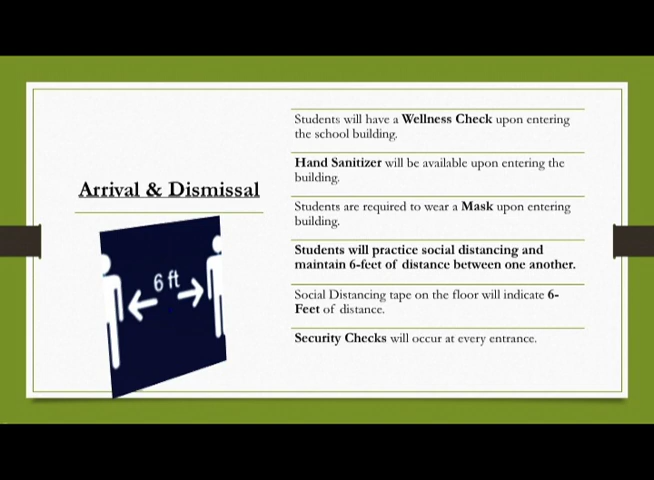 Arrival & Dismissal
6 ft
Students will have a Wellness Check upon entering
the school building.
Hand Sanitizer will be available upon entering the
building.
Students are required to wear a Mask upon entering
building.
Students will practice social distancing and
maintain 6-feet of distance between one another.
Social Distancing tape on the floor will indicate 6-
Feet of distance.
Security Checks will occur at every entrance.